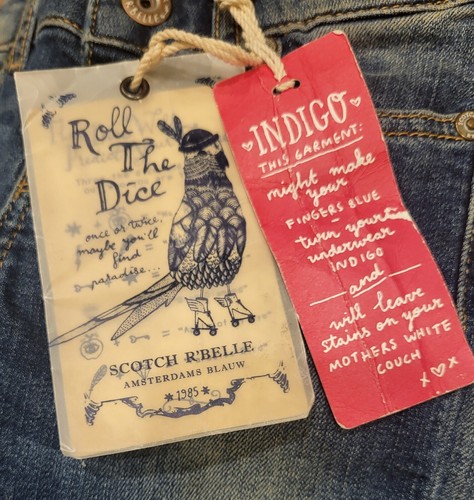 Roll
The
Dice
once or twice,
maybe you'll
find
paradise...
SCOTCH R'BELLE
AMSTERDAMS BLAUW
1985
INDIGO
THIS GARMENT:
might make
your
FINGERS BLUE
-
turn your
underwear
INDIGO
and
will leave
stains on your
MOTHERS WHITE
COUCH
X♡X